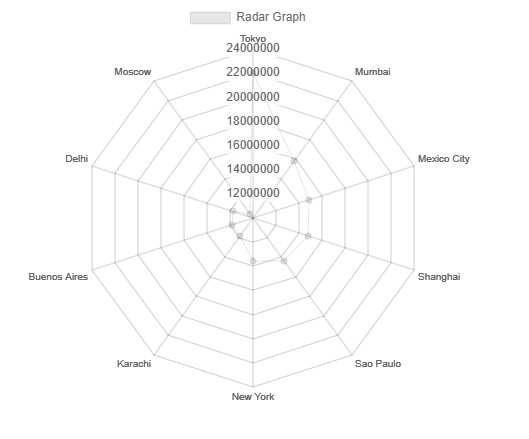 Radar Graph
Tokyo
24000000
22000000
20000000
18000000
16000000
14000000
12000000
Moscow
Mumbai
Delhi
Mexico City
Buenos Aires
Shanghai
Karachi
Sao Paulo
New York